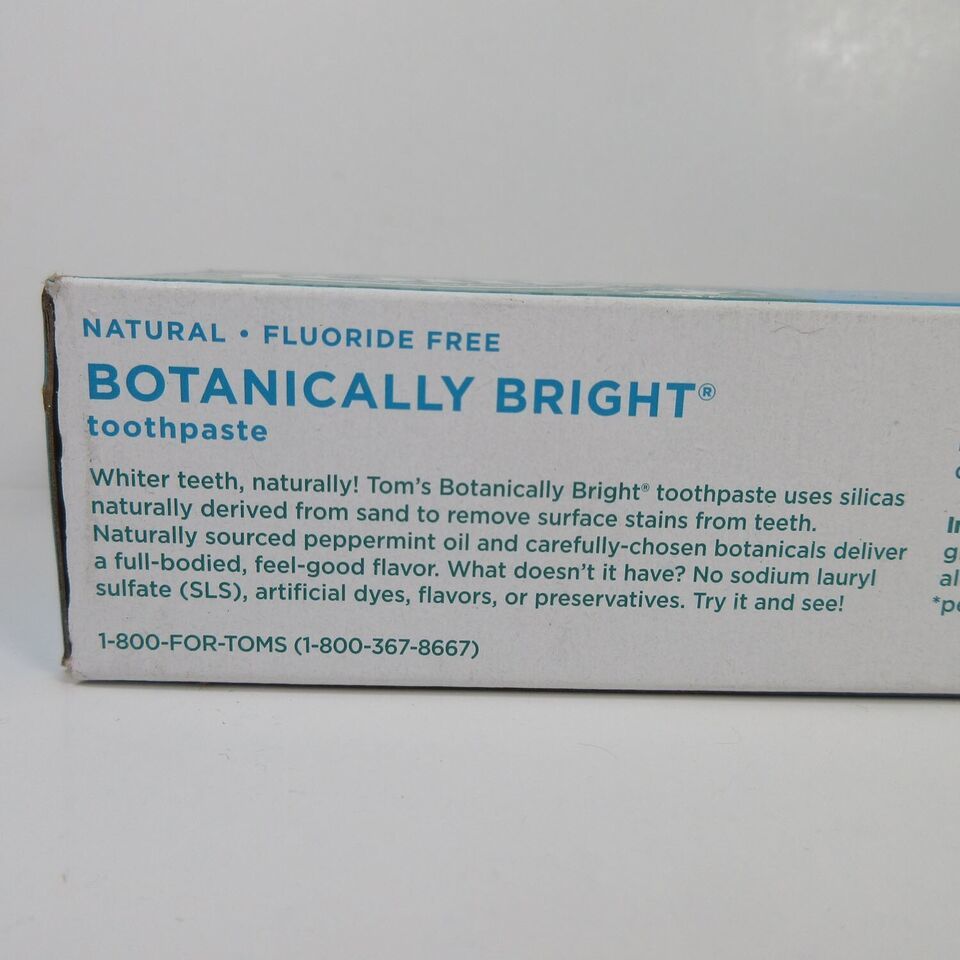 NATURAL • FLUORIDE FREE
BOTANICALLY BRIGHT®
toothpaste
Whiter teeth, naturally! Tom's Botanically Bright® toothpaste uses silicas
naturally derived from sand to remove surface stains from teeth.
Naturally sourced peppermint oil and carefully-chosen botanicals deliver
a full-bodied, feel-good flavor. What doesn't it have? No sodium lauryl
sulfate (SLS), artificial dyes, flavors, or preservatives. Try it and see!
1-800-FOR-TOMS (1-800-367-8667)